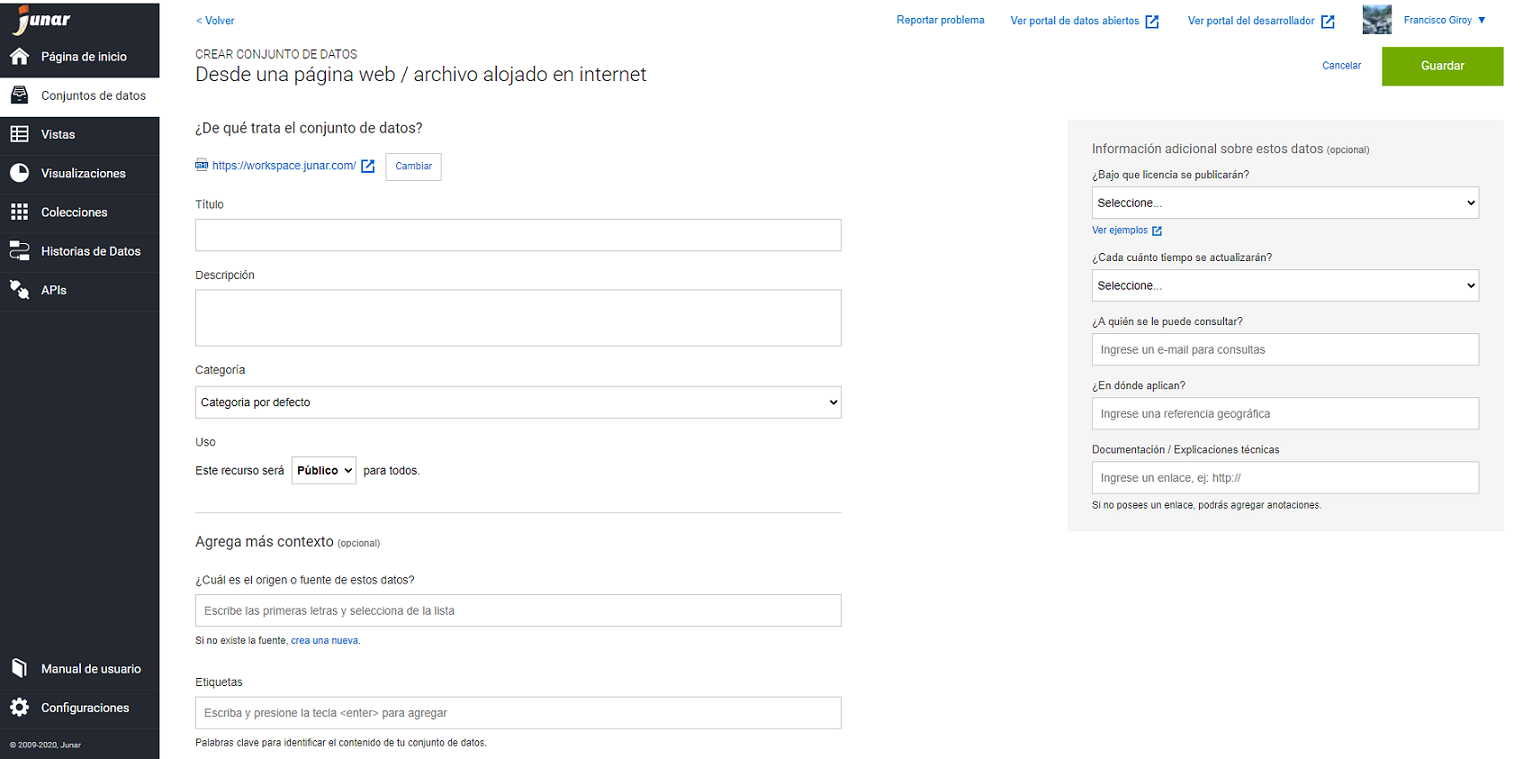 junar
Página de inicio
Conjuntos de datos
Vistas
Visualizaciones
Colecciones
Historias de Datos
APIs
Manual de usuario
Configuraciones
© 2009-2020, Junar
< Volver
Reportar problema
Ver portal de datos abiertos
Ver portal del desarrollador
Francisco Giroy ▼
CREAR CONJUNTO DE DATOS
Desde una página web / archivo alojado en internet
Cancelar
Guardar
¿De qué trata el conjunto de datos?
https://workspace.junar.com/
Cambiar
Título
Descripción
Categoría
Categoria por defecto
Uso
Este recurso será Público para todos.
Agrega más contexto (opcional)
¿Cuál es el origen o fuente de estos datos?
Escribe las primeras letras y selecciona de la lista
Si no existe la fuente, crea una nueva.
Etiquetas
Escriba y presione la tecla <enter> para agregar
Palabras clave para identificar el contenido de tu conjunto de datos.
Información adicional sobre estos datos (opcional)
¿Bajo que licencia se publicarán?
Seleccione...
Ver ejemplos
¿Cada cuánto tiempo se actualizarán?
Seleccione...
¿A quién se le puede consultar?
Ingrese un e-mail para consultas
¿En dónde aplican?
Ingrese una referencia geográfica
Documentación / Explicaciones técnicas
Ingrese un enlace, ej: http://
Si no posees un enlace, podrás agregar anotaciones.